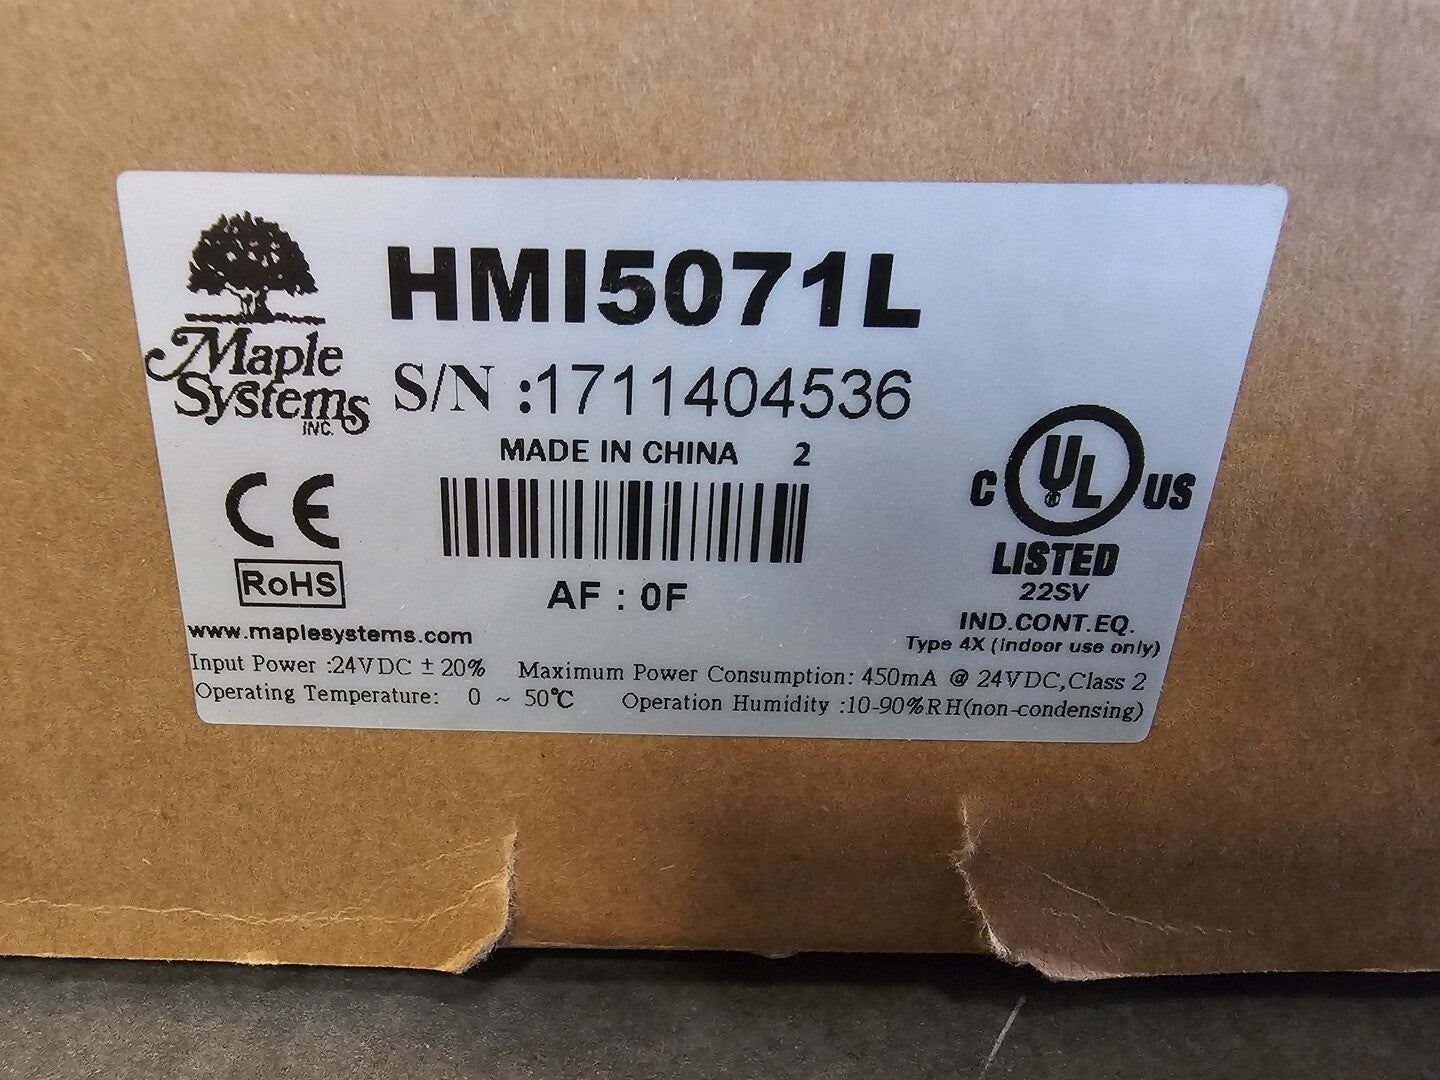 HMI5071L
Maple
Systems
INC.
S/N :1711404536
MADE IN CHINA 2
CE
RoHS
AF : 0F
C UL US
®
LISTED
22SV
IND.CONT.EQ.
Type 4X (indoor use only)
www.maplesystems.com
Input Power :24VDC ± 20% Maximum Power Consumption: 450mA @ 24VDC,Class 2
Operating Temperature: 0 ~ 50℃ Operation Humidity :10-90%RH(non-condensing)